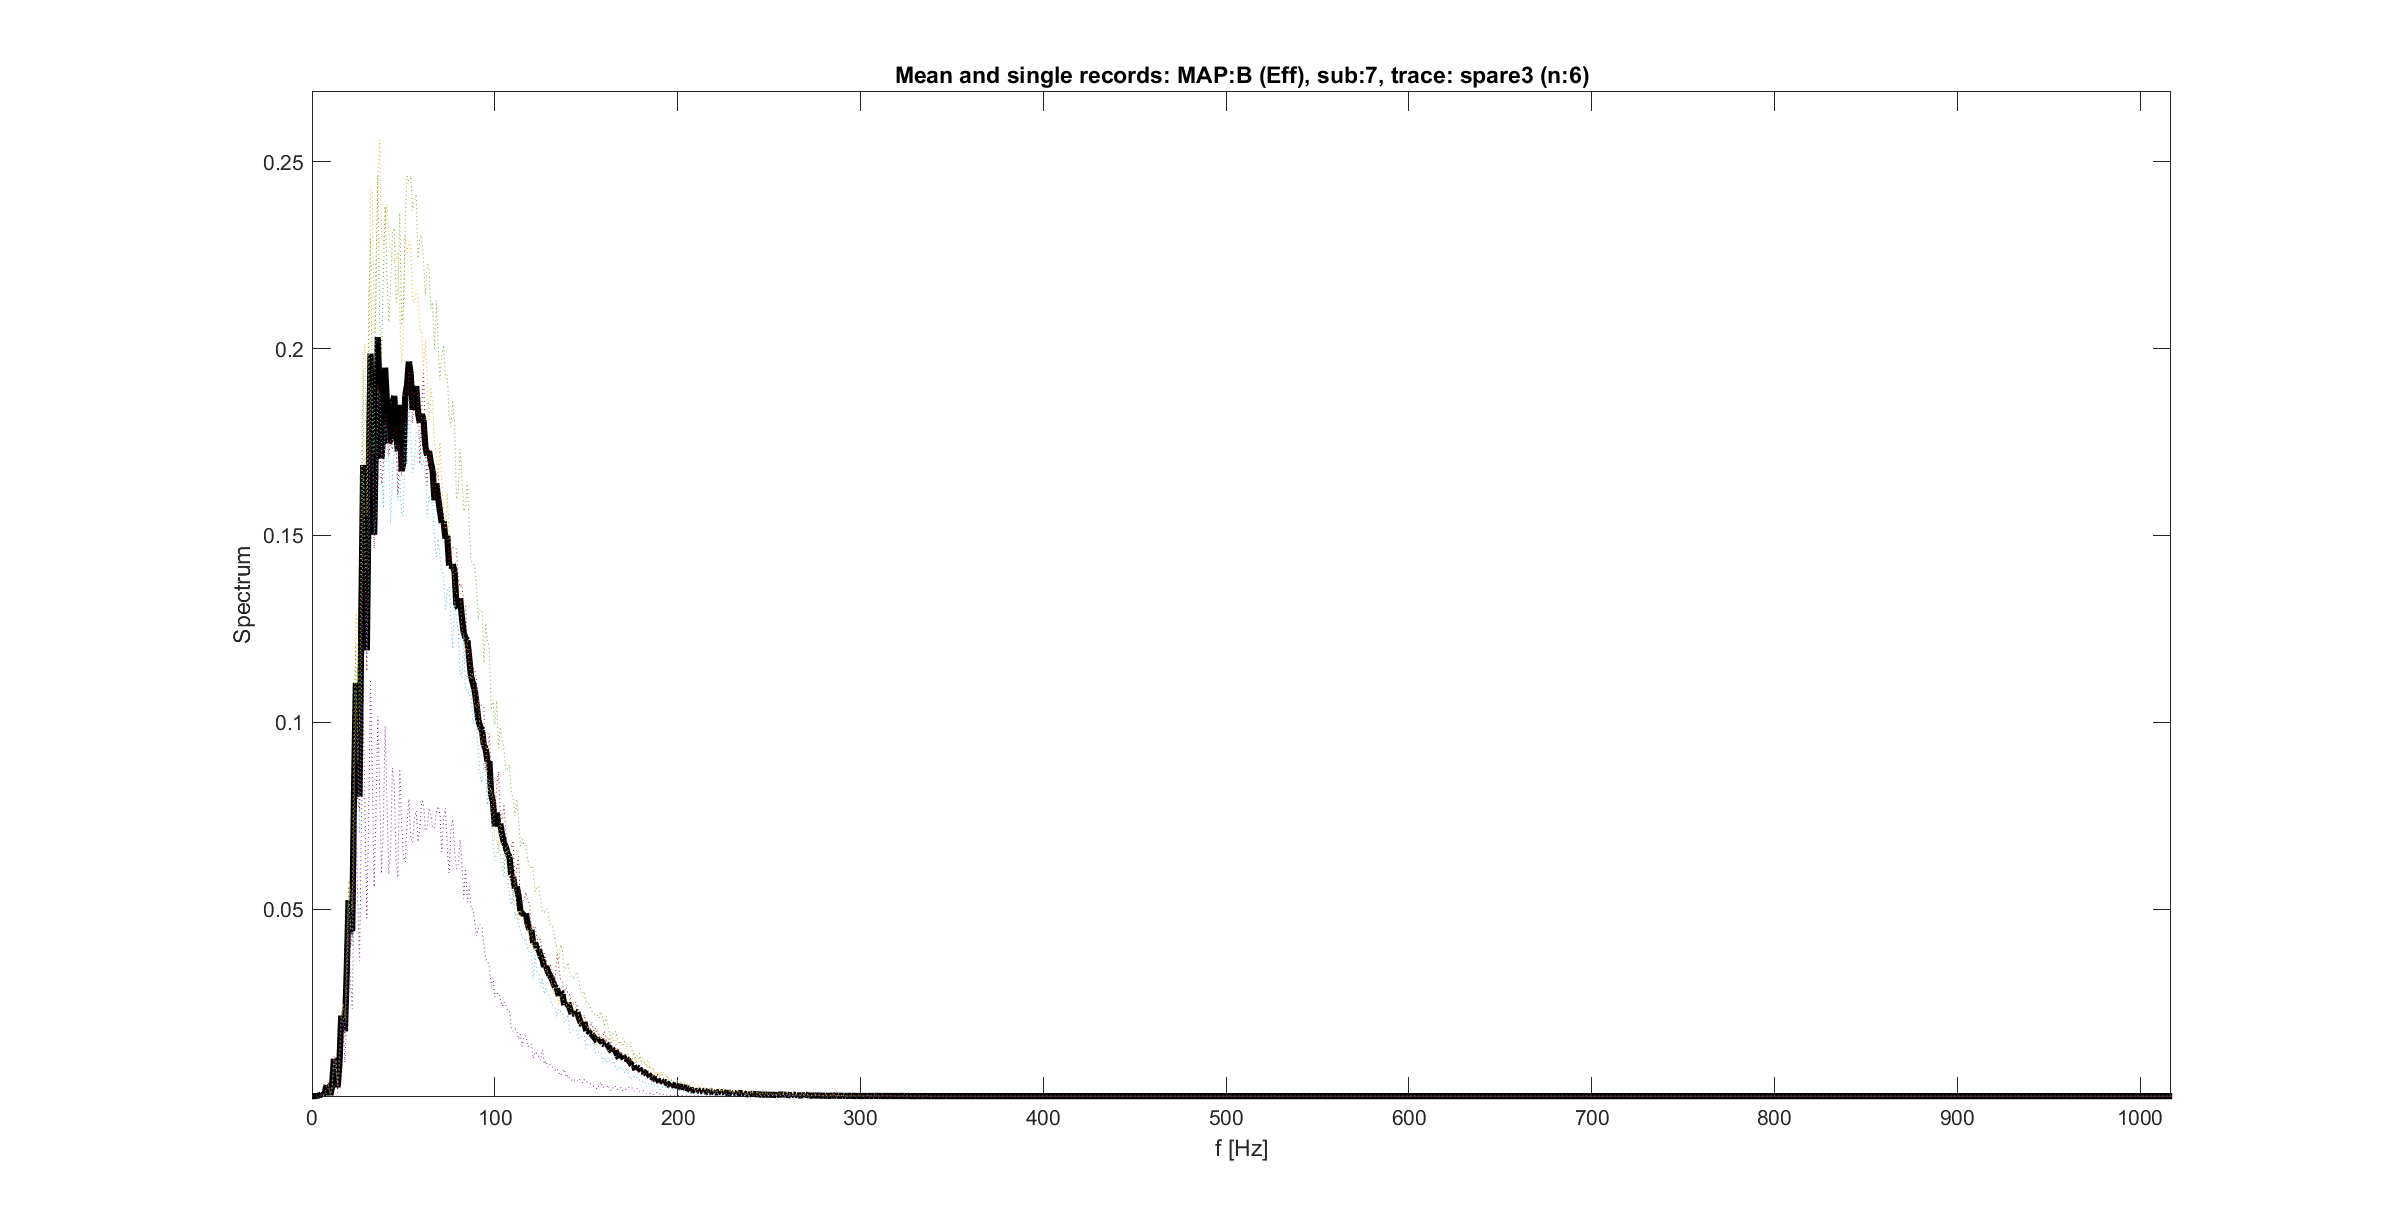 Mean and single records: MAP:B (Eff), sub:7, trace: spare3 (n:6)
0.25
0.2
0.15
0.1
0.05
Spectrum
0 100 200 300 400 500 600 700 800 900 1000
f [Hz]